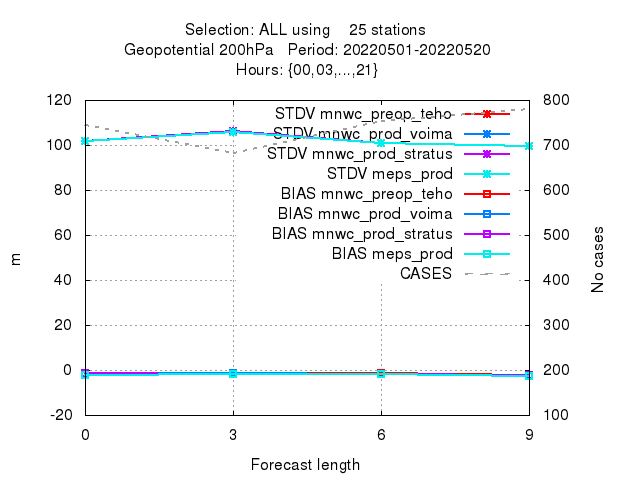 Selection: ALL using 25 stations
Geopotential 200hPa Period: 20220501-20220520
Hours: {00,03,...,21}
120 800
STDV mnwc_preop_teho
STDV mnwc_prod_voima
100 700
STDV mnwc_prod_stratus
STDV meps_prod
80 600
BIAS mnwc_preop_teho
BIAS mnwc_prod_voima
60 500
BIAS mnwc_prod_stratus
BIAS meps_prod
m
No cases
CASES
40 400
20 300
0 200
-20 100
0 3 6 9
Forecast length